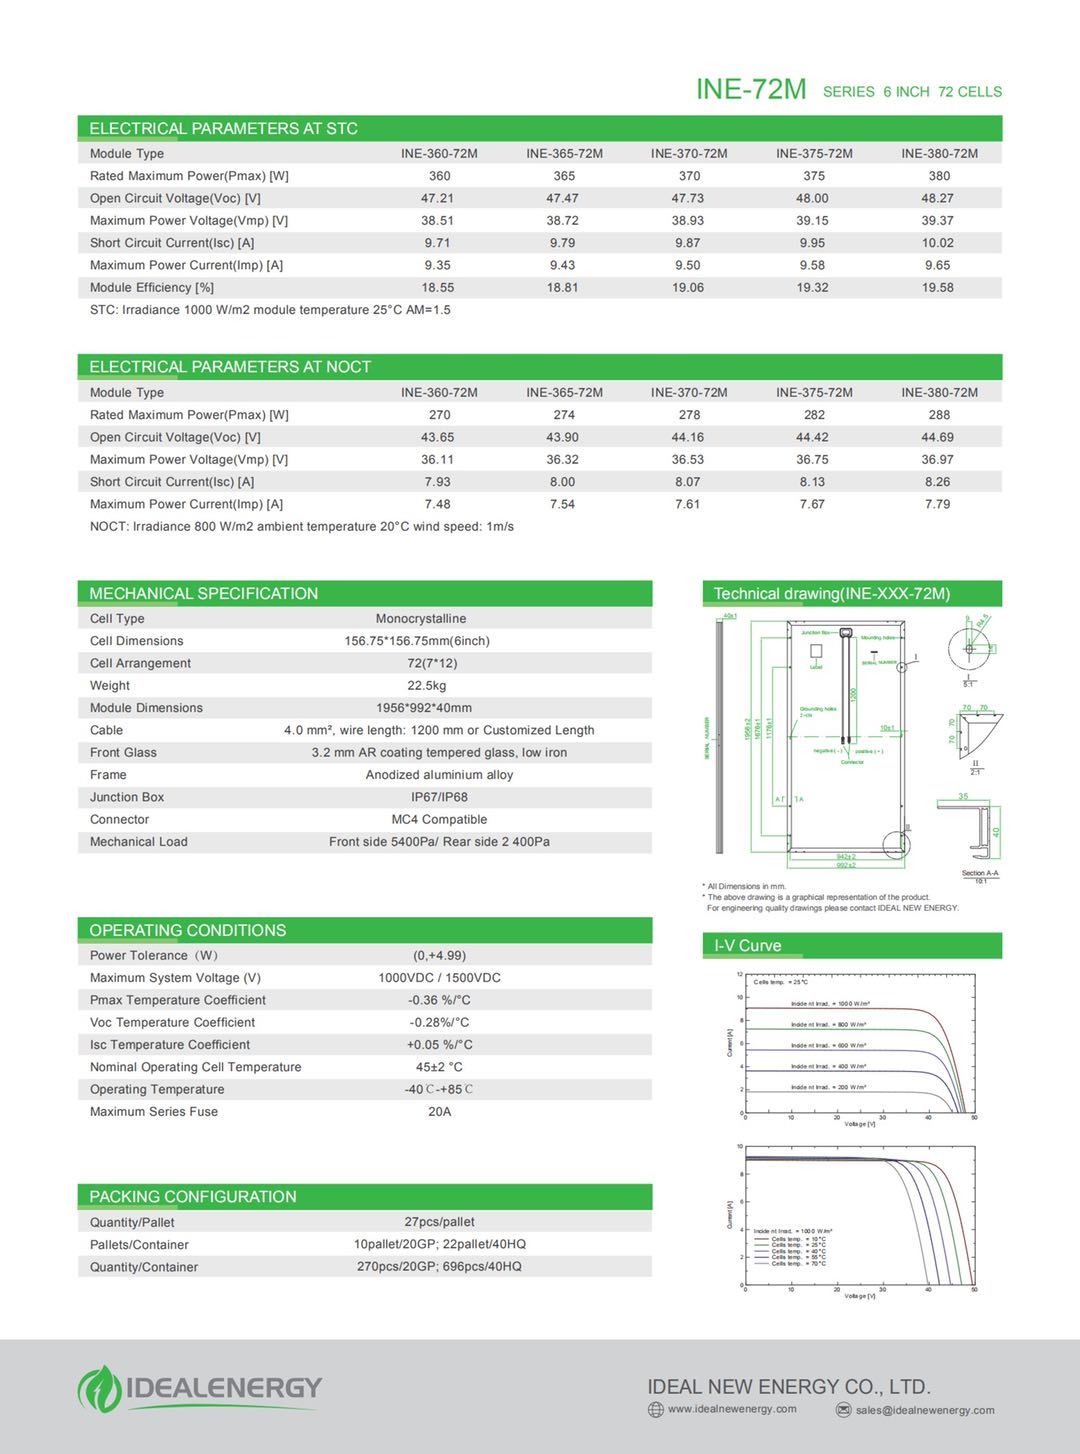 INE-72M SERIES 6 INCH 72 CELLS
ELECTRICAL PARAMETERS AT STC
Module Type INE-360-72M INE-365-72M INE-370-72M INE-375-72M INE-380-72M
Rated Maximum Power(Pmax) [W] 360 365 370 375 380
Open Circuit Voltage(Voc) [V] 47.21 47.47 47.73 48.00 48.27
Maximum Power Voltage(Vmp) [V] 38.51 38.72 38.93 39.15 39.37
Short Circuit Current(Isc) [A] 9.71 9.79 9.87 9.95 10.02
Maximum Power Current(Imp) [A] 9.35 9.43 9.50 9.58 9.65
Module Efficiency [%] 18.55 18.81 19.06 19.32 19.58
STC: Irradiance 1000 W/m2 module temperature 25°C AM=1.5
ELECTRICAL PARAMETERS AT NOCT
Module Type INE-360-72M INE-365-72M INE-370-72M INE-375-72M INE-380-72M
Rated Maximum Power(Pmax) [W] 270 274 278 282 288
Open Circuit Voltage(Voc) [V] 43.65 43.90 44.16 44.42 44.69
Maximum Power Voltage(Vmp) [V] 36.11 36.32 36.53 36.75 36.97
Short Circuit Current(Isc) [A] 7.93 8.00 8.07 8.13 8.26
Maximum Power Current(Imp) [A] 7.48 7.54 7.61 7.67 7.79
NOCT: Irradiance 800 W/m2 ambient temperature 20°C wind speed: 1m/s
MECHANICAL SPECIFICATION
Cell Type Monocrystalline
Cell Dimensions 156.75*156.75mm(6inch)
Cell Arrangement 72(7*12)
Weight 22.5kg
Module Dimensions 1956*992*40mm
Cable 4.0 mm², wire length: 1200 mm or Customized Length
Front Glass 3.2 mm AR coating tempered glass, low iron
Frame Anodized aluminium alloy
Junction Box IP67/IP68
Connector MC4 Compatible
Mechanical Load Front side 5400Pa/ Rear side 2 400Pa
Technical drawing(INE-XXX-72M)
40±1
Junction Box
Mounting holes
Label
SERIAL NUMBER
I
1200
Grounding holes
2-
SERIAL NUMBER
1956±2
1676±1
1176±1
10±1
negative ( - ) positive ( + )
Connector
A A
II
942±2
992±2
9
R4.5
14
I
5:1
70 70
70 70
II
2:1
35
40
Section A-A
10:1
* All Dimensions in mm.
* The above drawing is a graphical representation of the product.
For engineering quality drawings please contact IDEAL NEW ENERGY.
OPERATING CONDITIONS
Power Tolerance（W） (0,+4.99)
Maximum System Voltage (V) 1000VDC / 1500VDC
Pmax Temperature Coefficient -0.36 %/°C
Voc Temperature Coefficient -0.28%/°C
Isc Temperature Coefficient +0.05 %/°C
Nominal Operating Cell Temperature 45±2 °C
Operating Temperature -40℃-+85℃
Maximum Series Fuse 20A
I-V Curve
12
10
8
6
4
2
0
Current [A]
Cells temp. = 25°C
Incident Irrad. = 1000 W/m²
Incident Irrad. = 800 W/m²
Incident Irrad. = 600 W/m²
Incident Irrad. = 400 W/m²
Incident Irrad. = 200 W/m²
0 10 20 30 40 50
Voltage [V]
10
8
6
4
2
0
Current [A]
Incident Irrad. = 1000 W/m²
Cells temp. = 10°C
Cells temp. = 25°C
Cells temp. = 40°C
Cells temp. = 55°C
Cells temp. = 70°C
0 10 20 30 40 50
Voltage [V]
PACKING CONFIGURATION
Quantity/Pallet 27pcs/pallet
Pallets/Container 10pallet/20GP; 22pallet/40HQ
Quantity/Container 270pcs/20GP; 696pcs/40HQ
IDEALENERGY
IDEAL NEW ENERGY CO., LTD.
www.idealnewenergy.com sales@idealnewenergy.com